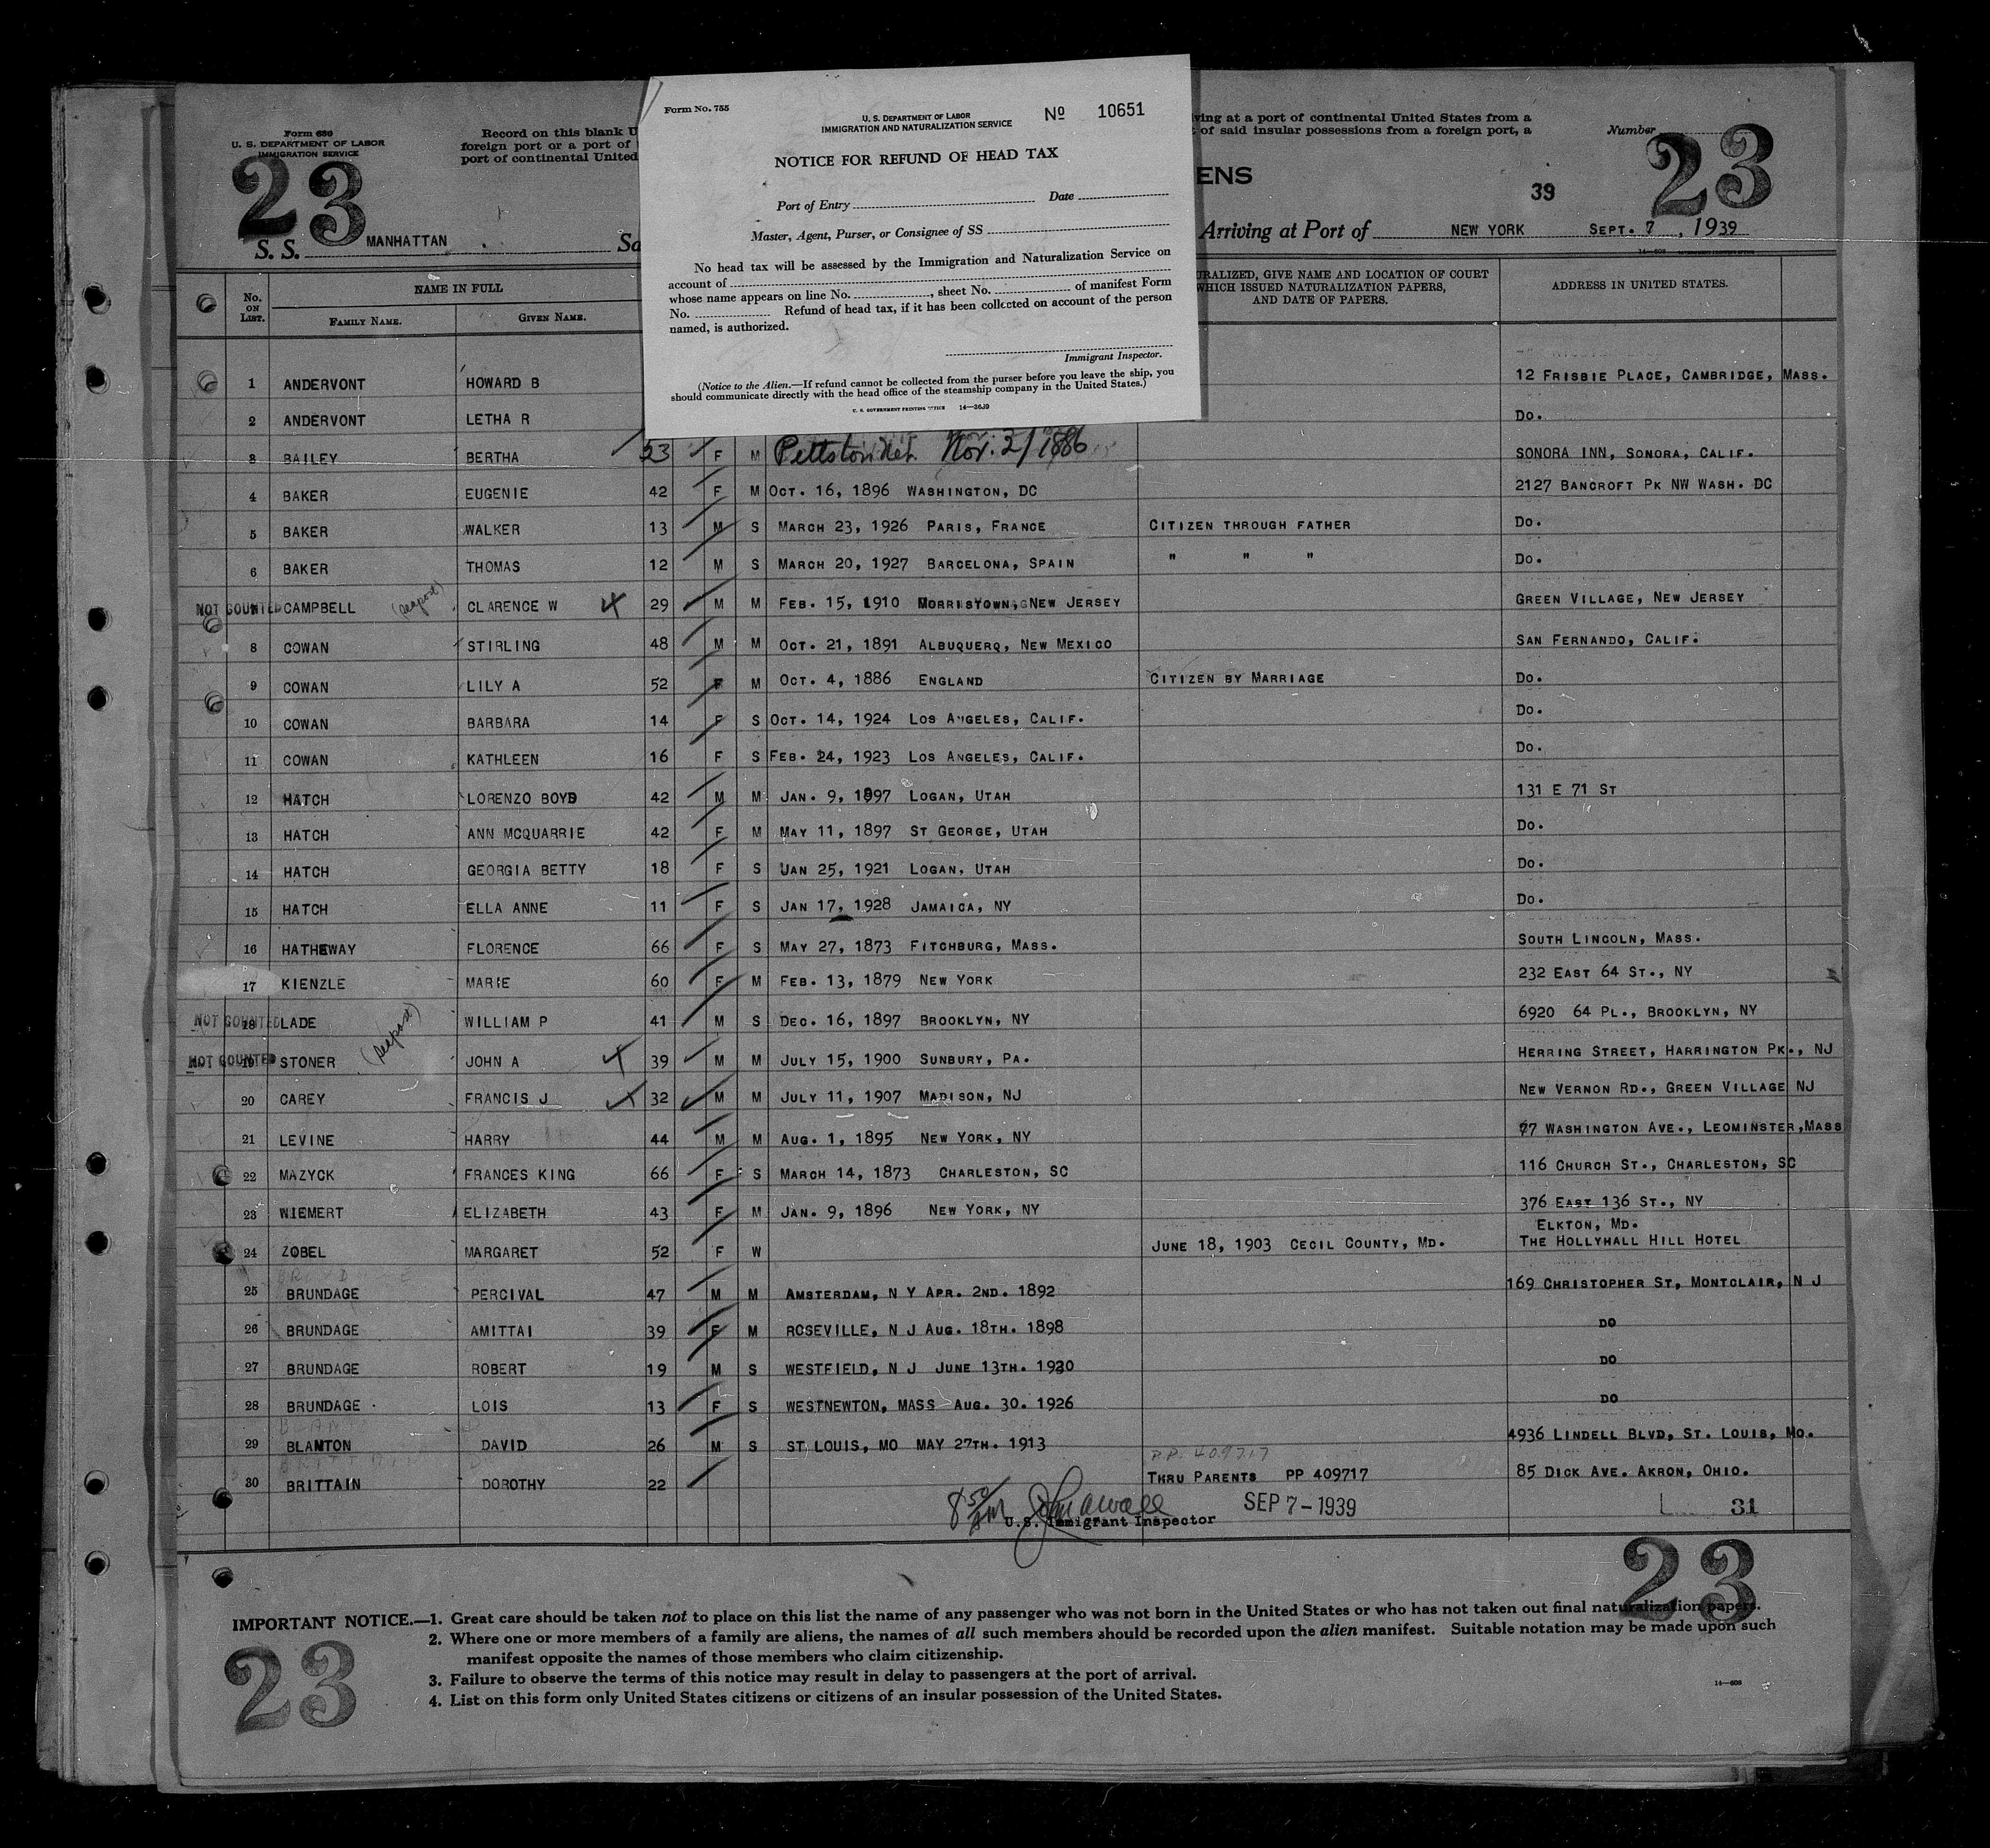 Form No. 755
U. S. DEPARTMENT OF LABOR
IMMIGRATION AND NATURALIZATION SERVICE
Nº 10651
NOTICE FOR REFUND OF HEAD TAX
Port of Entry Date
Master, Agent, Purser, or Consignee of SS
No head tax will be assessed by the Immigration and Naturalization Service on
account of
whose name appears on line No. , sheet No. of manifest Form
No. Refund of head tax, if it has been collected on account of the person
named, is authorized.
Immigrant Inspector.
(Notice to the Alien.—If refund cannot be collected from the purser before you leave the ship, you
should communicate directly with the head office of the steamship company in the United States.)
U. S. GOVERNMENT PRINTING OFFICE 14—3639
Form 630
U. S. DEPARTMENT OF LABOR
IMMIGRATION SERVICE
23
Record on this blank U
foreign port or a port of
port of continental United
ving at a port of continental United States from a
of said insular possessions from a foreign port, a
Number
23
ENS
39
S. S. MANHATTAN Sa
Arriving at Port of NEW YORK SEPT. 7, 1939
No. ON LIST. NAME IN FULL
FAMILY NAME. GIVEN NAME.
RALIZED, GIVE NAME AND LOCATION OF COURT
WHICH ISSUED NATURALIZATION PAPERS,
AND DATE OF PAPERS.
ADDRESS IN UNITED STATES.
1 ANDERVONT HOWARD B 12 FRISBIE PLACE, CAMBRIDGE, MASS.
2 ANDERVONT LETHA R DO.
3 BAILEY BERTHA 53 F M Nov. 21 1886 SONORA INN, SONORA, CALIF.
4 BAKER EUGENIE 42 F M OCT. 16, 1896 WASHINGTON, DC 2127 BANCROFT PK NW WASH. DC
5 BAKER WALKER 13 M S MARCH 23, 1926 PARIS, FRANCE CITIZEN THROUGH FATHER DO.
6 BAKER THOMAS 12 M S MARCH 20, 1927 BARCELONA, SPAIN " " " DO.
NOT COUNTED CAMPBELL (seapost) CLARENCE W 29 M M FEB. 15, 1910 MORRISTOWN, NEW JERSEY GREEN VILLAGE, NEW JERSEY
8 COWAN STIRLING 48 M M OCT. 21, 1891 ALBUQUERQ, NEW MEXICO SAN FERNANDO, CALIF.
9 COWAN LILY A 52 F M OCT. 4, 1886 ENGLAND CITIZEN BY MARRIAGE DO.
10 COWAN BARBARA 14 F S OCT. 14, 1924 LOS ANGELES, CALIF. DO.
11 COWAN KATHLEEN 16 F S FEB. 24, 1923 LOS ANGELES, CALIF. DO.
12 HATCH LORENZO BOYD 42 M M JAN. 9, 1897 LOGAN, UTAH 131 E 71 ST
13 HATCH ANN MCQUARRIE 42 F M MAY 11, 1897 ST GEORGE, UTAH DO.
14 HATCH GEORGIA BETTY 18 F S JAN 25, 1921 LOGAN, UTAH DO.
15 HATCH ELLA ANNE 11 F S JAN 17, 1928 JAMAICA, NY DO.
16 HATHEWAY FLORENCE 66 F S MAY 27, 1873 FITCHBURG, MASS. SOUTH LINCOLN, MASS.
17 KIENZLE MARIE 60 F M FEB. 13, 1879 NEW YORK 232 EAST 64 ST., NY
NOT COUNTED 18 LADE (seapost) WILLIAM P 41 M S DEC. 16, 1897 BROOKLYN, NY 6920 64 PL., BROOKLYN, NY
NOT COUNTED 19 STONER JOHN A 39 M M JULY 15, 1900 SUNBURY, PA. HERRING STREET, HARRINGTON PK., NJ
20 CAREY FRANCIS J 32 M M JULY 11, 1907 MADISON, NJ NEW VERNON RD., GREEN VILLAGE NJ
21 LEVINE HARRY 44 M M AUG. 1, 1895 NEW YORK, NY 77 WASHINGTON AVE., LEOMINSTER, MASS
22 MAZYCK FRANCES KING 66 F S MARCH 14, 1873 CHARLESTON, SC 116 CHURCH ST., CHARLESTON, SC
23 WIEMERT ELIZABETH 43 F M JAN. 9, 1896 NEW YORK, NY 376 EAST 136 ST., NY
ELKTON, MD.
24 ZOBEL MARGARET 52 F W JUNE 18, 1903 CECIL COUNTY, MD. THE HOLLYHALL HILL HOTEL
25 BRUNDAGE PERCIVAL 47 M M AMSTERDAM, N Y APR. 2ND. 1892 169 CHRISTOPHER ST, MONTCLAIR, N J
26 BRUNDAGE AMITTAI 39 F M ROSEVILLE, N J AUG. 18TH. 1898 DO
27 BRUNDAGE ROBERT 19 M S WESTFIELD, N J JUNE 13TH. 1920 DO
28 BRUNDAGE LOIS 13 F S WESTNEWTON, MASS AUG. 30. 1926 DO
29 BLANTON DAVID 26 M S ST LOUIS, MO MAY 27TH. 1913 4936 LINDELL BLVD, ST. LOUIS, MO.
P.P. 409717
30 BRITTAIN DOROTHY 22 THRU PARENTS PP 409717 85 DICK AVE. AKRON, OHIO.
SEP 7 - 1939
U.S. Immigrant Inspector
31
23
IMPORTANT NOTICE.—1. Great care should be taken not to place on this list the name of any passenger who was not born in the United States or who has not taken out final naturalization papers.
2. Where one or more members of a family are aliens, the names of all such members should be recorded upon the alien manifest. Suitable notation may be made upon such
manifest opposite the names of those members who claim citizenship.
3. Failure to observe the terms of this notice may result in delay to passengers at the port of arrival.
4. List on this form only United States citizens or citizens of an insular possession of the United States.
23
14—608